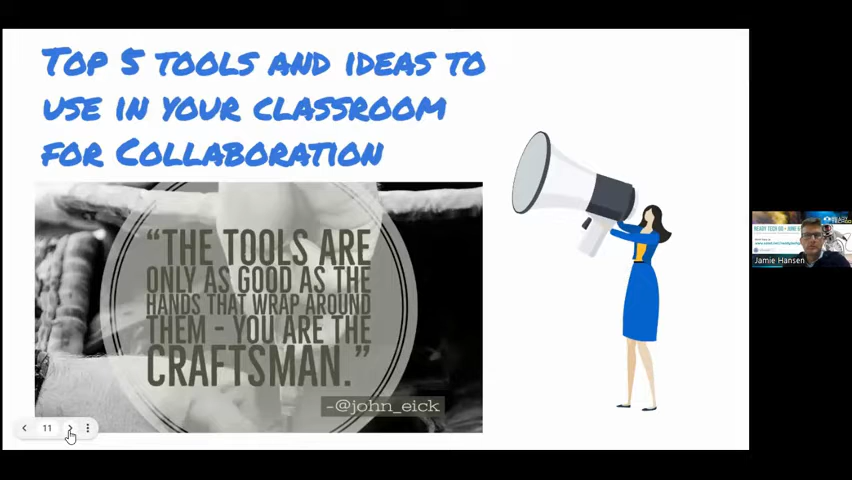 TOP 5 TOOLS AND IDEAS TO
USE IN YOUR CLASSROOM
FOR COLLABORATION
“THE TOOLS ARE
ONLY AS GOOD AS THE
HANDS THAT WRAP AROUND
THEM - YOU ARE THE
CRAFTSMAN.”
-@john_eick
11
Jamie Hansen